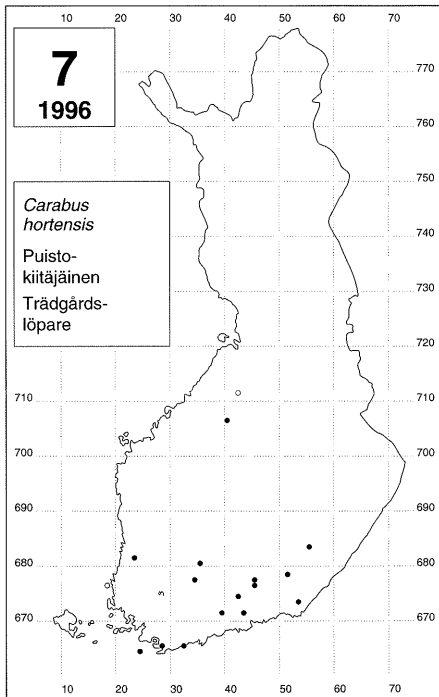 10 20 30 40 50 60 70
7
1996
770
760
750
740
730
720
710 710
700 700
690 690
680 680
670 670
Carabus
hortensis
Puisto-
kiitäjäinen
Trädgårds-
löpare
10 20 30 40 50 60 70